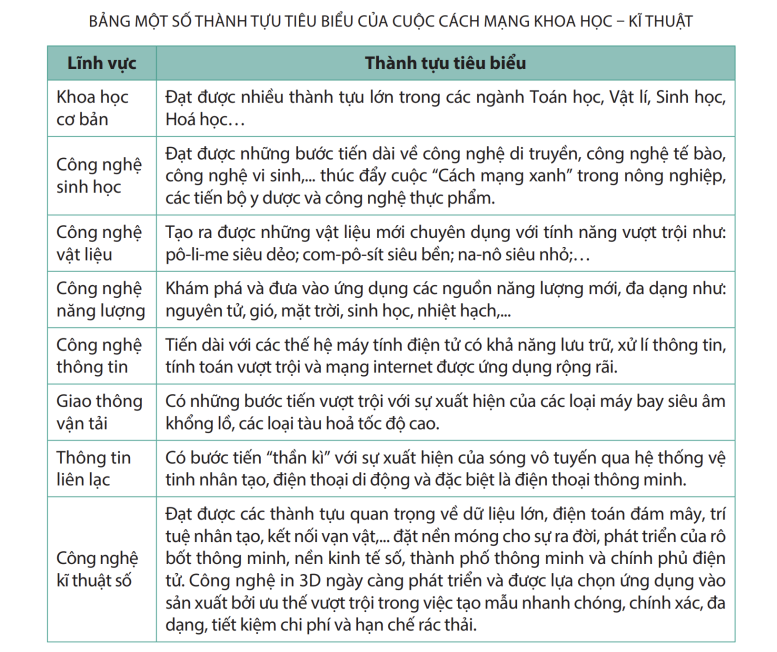 BẢNG MỘT SỐ THÀNH TỰU TIÊU BIỂU CỦA CUỘC CÁCH MẠNG KHOA HỌC – KĨ THUẬT
Lĩnh vực
Thành tựu tiêu biểu
Khoa học
cơ bản
Đạt được nhiều thành tựu lớn trong các ngành Toán học, Vật lí, Sinh học,
Hoá học…
Công nghệ
sinh học
Đạt được những bước tiến dài về công nghệ di truyền, công nghệ tế bào,
công nghệ vi sinh,... thúc đẩy cuộc “Cách mạng xanh” trong nông nghiệp,
các tiến bộ y dược và công nghệ thực phẩm.
Công nghệ
vật liệu
Tạo ra được những vật liệu mới chuyên dụng với tính năng vượt trội như:
pô-li-me siêu dẻo; com-pô-sít siêu bền; na-nô siêu nhỏ;…
Công nghệ
năng lượng
Khám phá và đưa vào ứng dụng các nguồn năng lượng mới, đa dạng như:
nguyên tử, gió, mặt trời, sinh học, nhiệt hạch,...
Công nghệ
thông tin
Tiến dài với các thế hệ máy tính điện tử có khả năng lưu trữ, xử lí thông tin,
tính toán vượt trội và mạng internet được ứng dụng rộng rãi.
Giao thông
vận tải
Có những bước tiến vượt trội với sự xuất hiện của các loại máy bay siêu âm
khổng lồ, các loại tàu hoả tốc độ cao.
Thông tin
liên lạc
Có bước tiến “thần kì” với sự xuất hiện của sóng vô tuyến qua hệ thống vệ
tinh nhân tạo, điện thoại di động và đặc biệt là điện thoại thông minh.
Công nghệ
kĩ thuật số
Đạt được các thành tựu quan trọng về dữ liệu lớn, điện toán đám mây, trí
tuệ nhân tạo, kết nối vạn vật,... đặt nền móng cho sự ra đời, phát triển của rô
bốt thông minh, nền kinh tế số, thành phố thông minh và chính phủ điện
tử. Công nghệ in 3D ngày càng phát triển và được lựa chọn ứng dụng vào
sản xuất bởi ưu thế vượt trội trong việc tạo mẫu nhanh chóng, chính xác, đa
dạng, tiết kiệm chi phí và hạn chế rác thải.